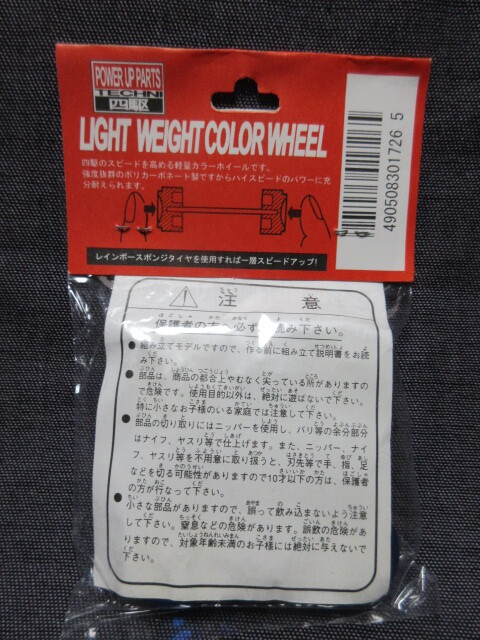 POWER UP PARTS
TECHNI
四駆
LIGHT WEIGHT COLOR WHEEL
四駆のスピードを高める軽量カラーホイールです。
強度抜群のポリカーボネート製ですからハイスピードのパワーに充
分耐えられます。
レインボースポンジタイヤを使用すれば一層スピードアップ!
4905083017265
注意
保護者の方へ必ずお読み下さい。
●組み立てモデルですので、作る前に組み立て説明書をお読
み下さい。
●部品は、商品の都合上やむなく尖っている所がありますの
で危険です。使用目的以外は、絶対に遊ばないで下さい。
特に小さなお子様のいる家庭では注意して下さい。
●部品の切り取りにはニッパーを使用し、バリ等の余分部分
はナイフ、ヤスリ等で仕上げます。また、ニッパー、ナイ
フ、ヤスリ等を不用意に取り扱うと、刃先等で手、指、足
などを切る可能性がありますので10才以下の方は、保護者
の方が行なって下さい。
●小さな部品がありますので、誤って飲み込まないよう注意
して下さい。窒息などの危険があります。誤飲の危険があ
りますので、対象年齢未満のお子様には絶対に与えないで
下さい。